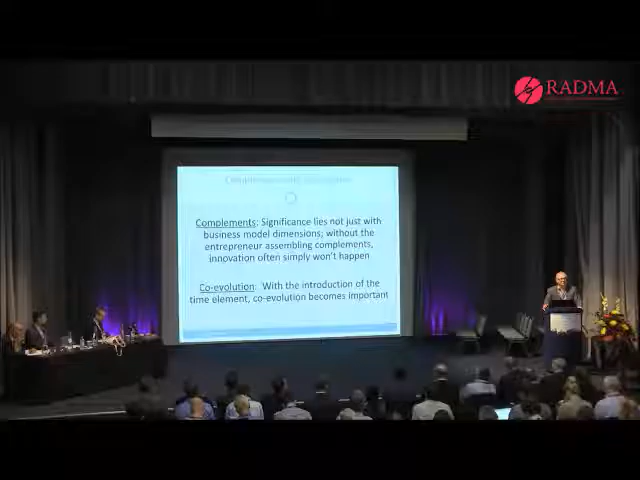 RADMA
Complements: Significance lies not just with
business model dimensions; without the
entrepreneur assembling complements,
innovation often simply won't happen
Co-evolution: With the introduction of the
time element, co-evolution becomes important